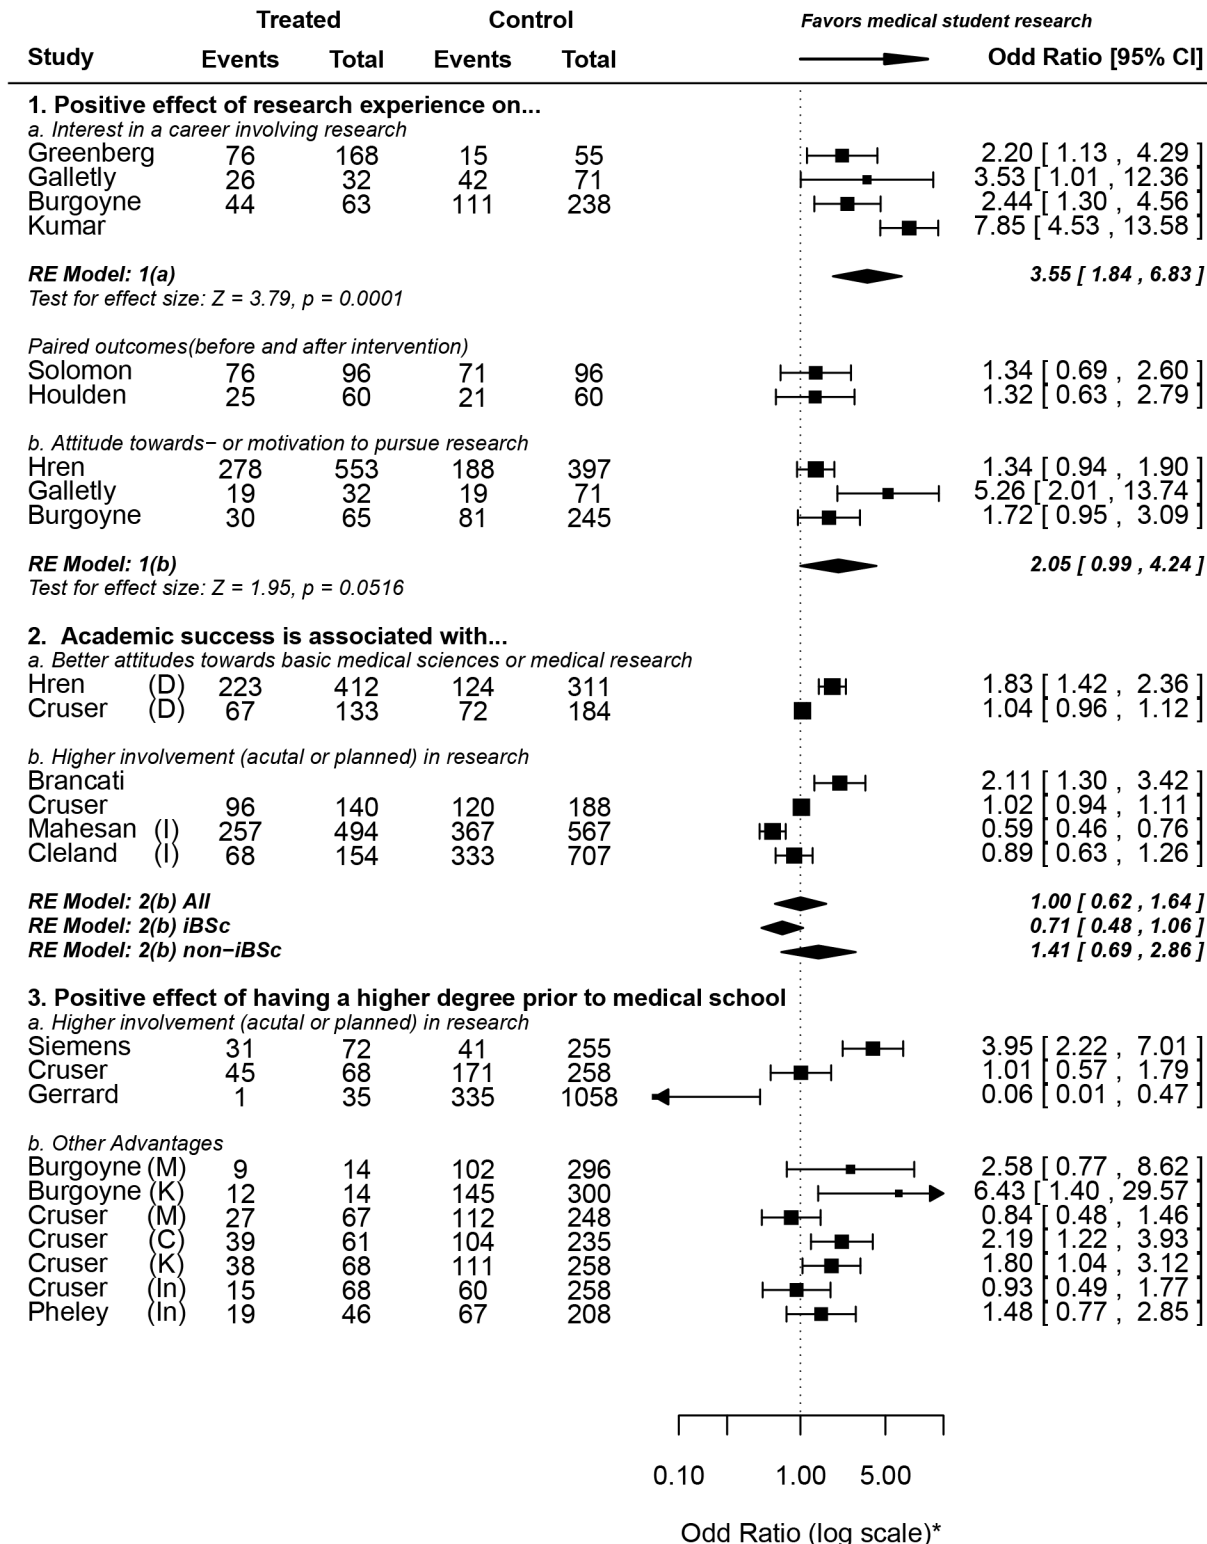 Treated Control Favors medical student research
Study Events Total Events Total Odd Ratio [95% CI]
1. Positive effect of research experience on...
a. Interest in a career involving research
Greenberg 76 168 15 55 2.20 [ 1.13 , 4.29 ]
Galletly 26 32 42 71 3.53 [ 1.01 , 12.36 ]
Burgoyne 44 63 111 238 2.44 [ 1.30 , 4.56 ]
Kumar 7.85 [ 4.53 , 13.58 ]
RE Model: 1(a) 3.55 [ 1.84 , 6.83 ]
Test for effect size: Z = 3.79, p = 0.0001
Paired outcomes(before and after intervention)
Solomon 76 96 71 96 1.34 [ 0.69 , 2.60 ]
Houlden 25 60 21 60 1.32 [ 0.63 , 2.79 ]
b. Attitude towards− or motivation to pursue research
Hren 278 553 188 397 1.34 [ 0.94 , 1.90 ]
Galletly 19 32 19 71 5.26 [ 2.01 , 13.74 ]
Burgoyne 30 65 81 245 1.72 [ 0.95 , 3.09 ]
RE Model: 1(b) 2.05 [ 0.99 , 4.24 ]
Test for effect size: Z = 1.95, p = 0.0516
2. Academic success is associated with...
a. Better attitudes towards basic medical sciences or medical research
Hren (D) 223 412 124 311 1.83 [ 1.42 , 2.36 ]
Cruser (D) 67 133 72 184 1.04 [ 0.96 , 1.12 ]
b. Higher involvement (acutal or planned) in research
Brancati 2.11 [ 1.30 , 3.42 ]
Cruser 96 140 120 188 1.02 [ 0.94 , 1.11 ]
Mahesan (I) 257 494 367 567 0.59 [ 0.46 , 0.76 ]
Cleland (I) 68 154 333 707 0.89 [ 0.63 , 1.26 ]
RE Model: 2(b) All 1.00 [ 0.62 , 1.64 ]
RE Model: 2(b) iBSc 0.71 [ 0.48 , 1.06 ]
RE Model: 2(b) non−iBSc 1.41 [ 0.69 , 2.86 ]
3. Positive effect of having a higher degree prior to medical school
a. Higher involvement (acutal or planned) in research
Siemens 31 72 41 255 3.95 [ 2.22 , 7.01 ]
Cruser 45 68 171 258 1.01 [ 0.57 , 1.79 ]
Gerrard 1 35 335 1058 0.06 [ 0.01 , 0.47 ]
b. Other Advantages
Burgoyne (M) 9 14 102 296 2.58 [ 0.77 , 8.62 ]
Burgoyne (K) 12 14 145 300 6.43 [ 1.40 , 29.57 ]
Cruser (M) 27 67 112 248 0.84 [ 0.48 , 1.46 ]
Cruser (C) 39 61 104 235 2.19 [ 1.22 , 3.93 ]
Cruser (K) 38 68 111 258 1.80 [ 1.04 , 3.12 ]
Cruser (In) 15 68 60 258 0.93 [ 0.49 , 1.77 ]
Pheley (In) 19 46 67 208 1.48 [ 0.77 , 2.85 ]
0.10 1.00 5.00
Odd Ratio (log scale)*